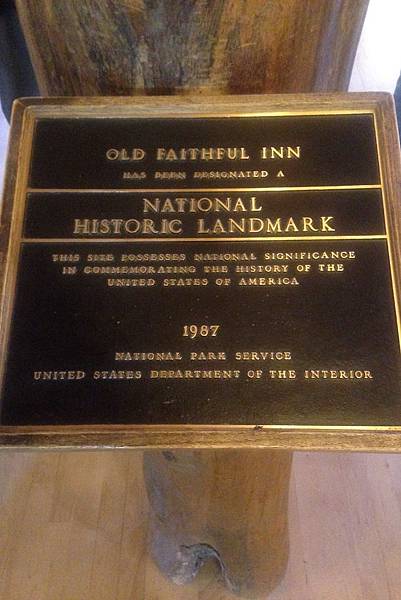 OLD FAITHFUL INN
HAS BEEN DESIGNATED A
NATIONAL
HISTORIC LANDMARK
THIS SITE POSSESSES NATIONAL SIGNIFICANCE
IN COMMEMORATING THE HISTORY OF THE
UNITED STATES OF AMERICA
1987
NATIONAL PARK SERVICE
UNITED STATES DEPARTMENT OF THE INTERIOR